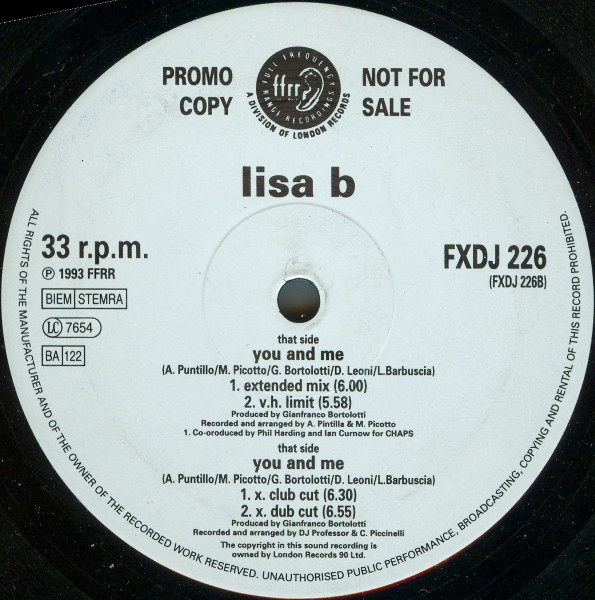 PROMO COPY
NOT FOR SALE
FULL FREQUENCY RANGE RECORDINGS
ffrr
A DIVISION OF LONDON RECORDS
lisa b
33 r.p.m.
℗ 1993 FFRR
BIEM STEMRA
LC 7654
BA 122
FXDJ 226
(FXDJ 226B)
that side
you and me
(A. Puntillo/M. Picotto/G. Bortolotti/D. Leoni/L.Barbuscia)
1. extended mix (6.00)
2. v.h. limit (5.58)
Produced by Gianfranco Bortolotti
Recorded and arranged by A. Pintilla & M. Picotto
1. Co-oroduced by Phil Harding and Ian Curnow for CHAPS
that side
you and me
(A. Puntillo/M. Picotto/G. Bortolotti/D. Leoni/L.Barbuscia)
1. x. club cut (6.30)
2. x. dub cut (6.55)
Produced by Gianfranco Bortolotti
Recorded and arranged by DJ Professor & C. Piccinelli
The copyright in this sound recording is
owned by London Records 90 Ltd.
ALL RIGHTS OF THE MANUFACTURER AND OF THE OWNER OF THE RECORDED WORK RESERVED. UNAUTHORISED PUBLIC PERFORMANCE, BROADCASTING, COPYING AND RENTAL OF THIS RECORD PROHIBITED.